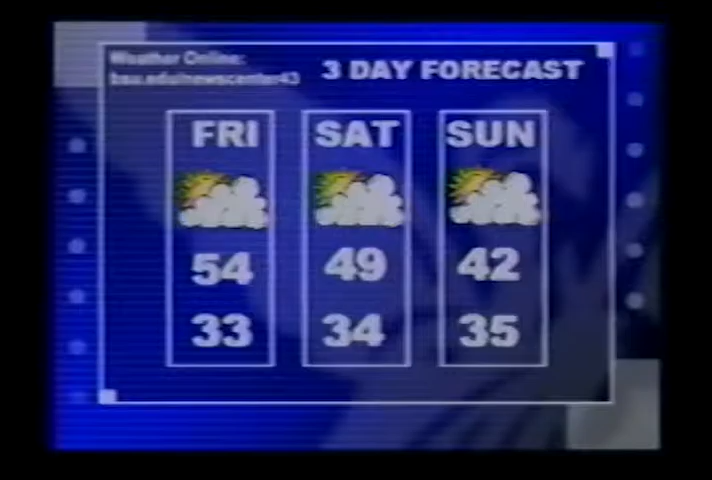 Weather Online:
bsu.edu/newscenter43
3 DAY FORECAST
FRI SAT SUN
54 49 42
33 34 35